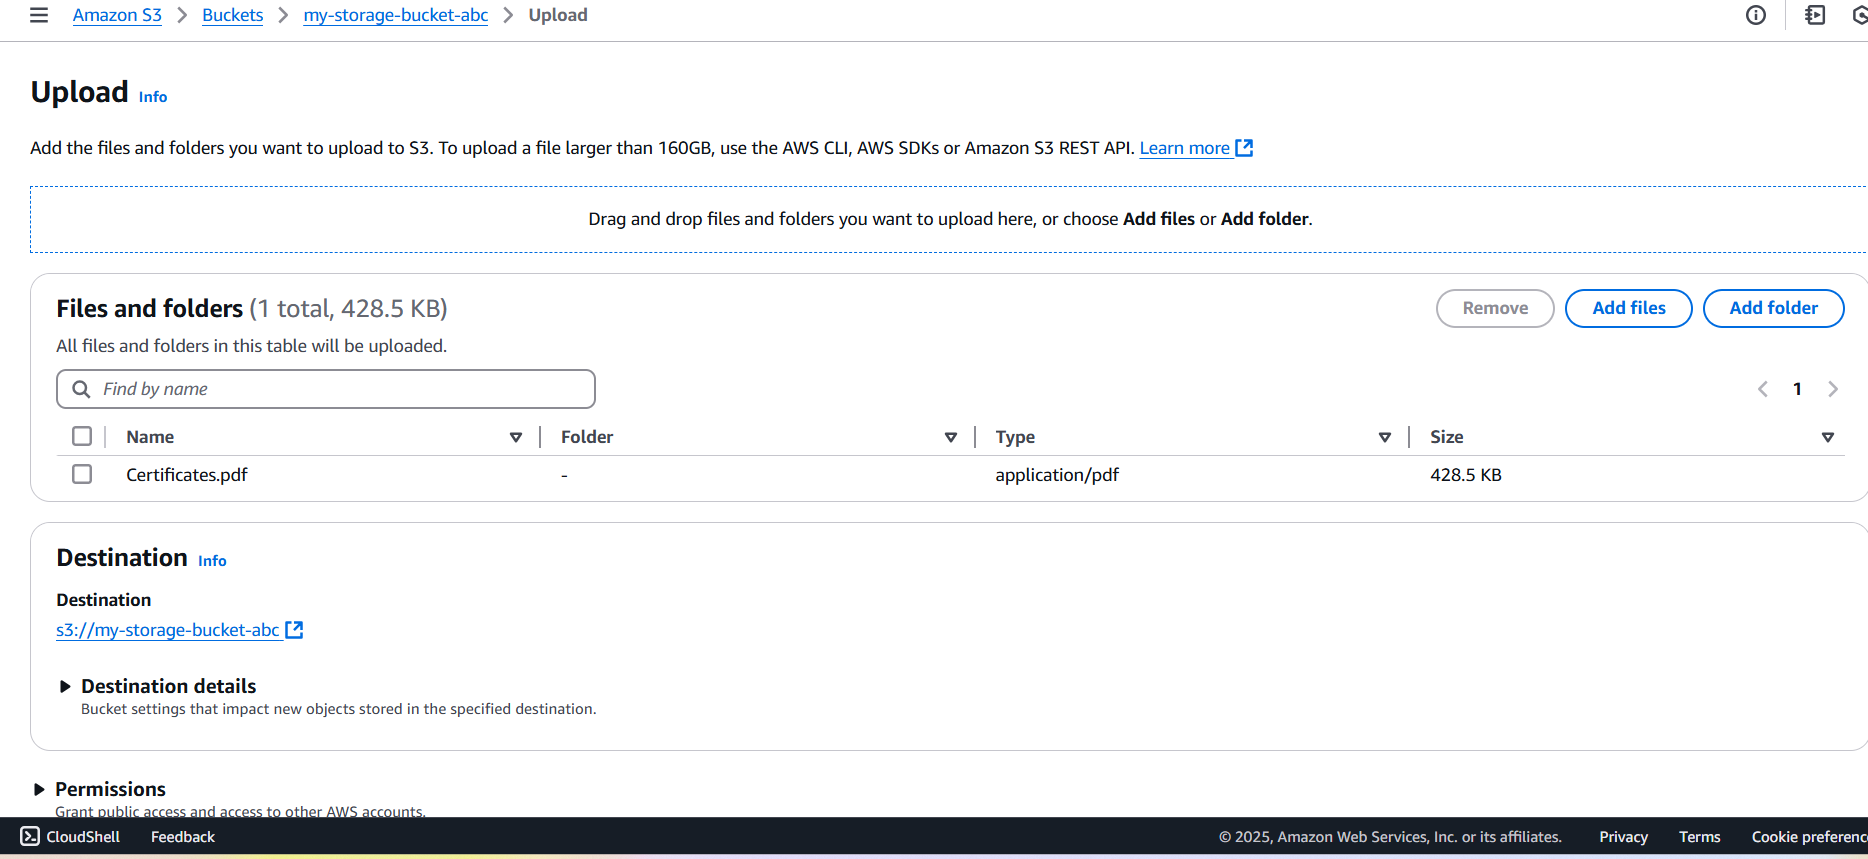 Amazon S3 > Buckets > my-storage-bucket-abc > Upload
Upload Info
Add the files and folders you want to upload to S3. To upload a file larger than 160GB, use the AWS CLI, AWS SDKs or Amazon S3 REST API. Learn more
Drag and drop files and folders you want to upload here, or choose Add files or Add folder.
Files and folders (1 total, 428.5 KB)
Remove Add files Add folder
All files and folders in this table will be uploaded.
Find by name
1
Name Folder Type Size
Certificates.pdf - application/pdf 428.5 KB
Destination Info
Destination
s3://my-storage-bucket-abc
Destination details
Bucket settings that impact new objects stored in the specified destination.
Permissions
Grant public access and access to other AWS accounts.
CloudShell Feedback © 2025, Amazon Web Services, Inc. or its affiliates. Privacy Terms Cookie preferenc